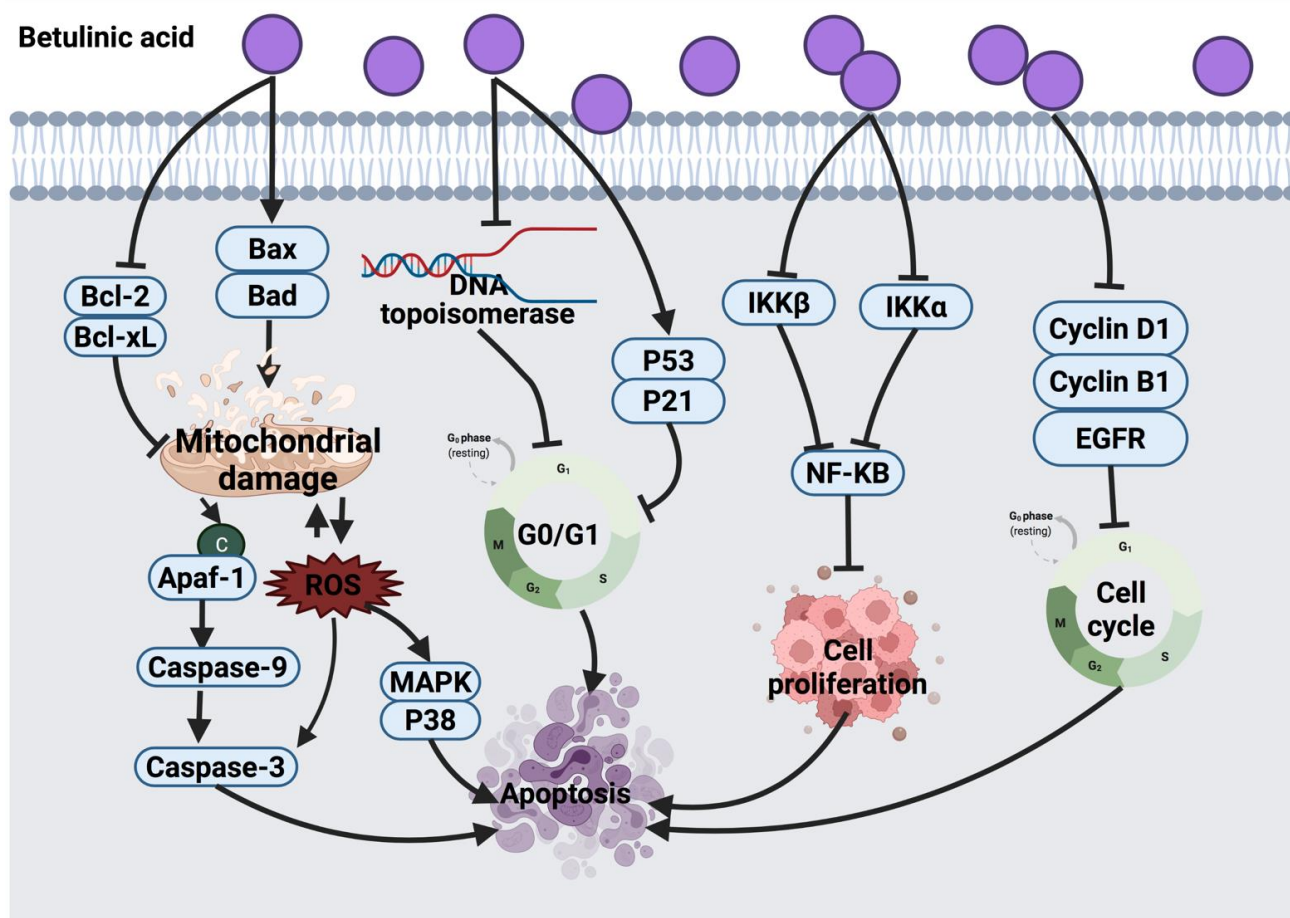 Betulinic acid
Bcl-2
Bcl-xL
Bax
Bad
DNA
topoisomerase
P53
P21
IKKβ
IKKα
NF-KB
Cyclin D1
Cyclin B1
EGFR
Mitochondrial
damage
C
Apaf-1
ROS
Caspase-9
Caspase-3
MAPK
P38
G₀ phase
(resting)
G₁
G0/G1
M
G₂
S
Cell
proliferation
G₀ phase
(resting)
G₁
Cell
cycle
M
G₂
S
Apoptosis